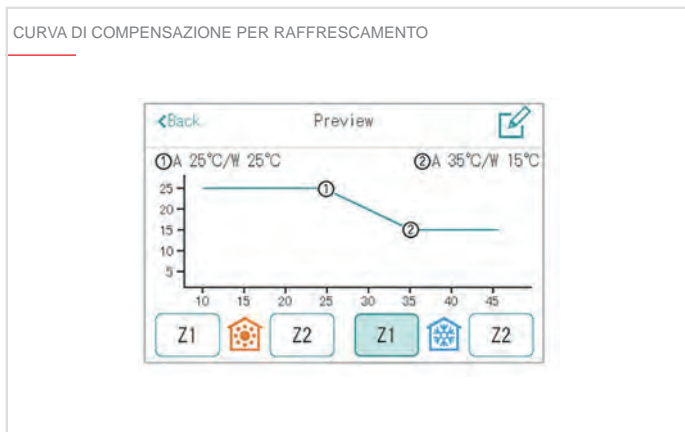 CURVA DI COMPENSAZIONE PER RAFFRESCAMENTO
<Back Preview
①A 25℃/W 25℃ ②A 35℃/W 15℃
25
20
15
10
5
①
②
10 15 20 25 30 35 40 45
Z1 Z2 Z1 Z2